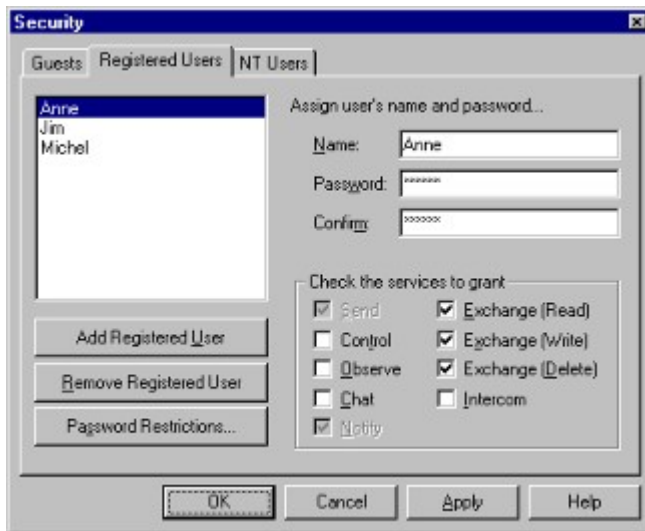 Security
Guests Registered Users NT Users
Anne
Jim
Michel
Assign user's name and password...
Name: Anne
Password: ******
Confirm: ******
Check the services to grant
Send Exchange (Read)
Control Exchange (Write)
Observe Exchange (Delete)
Chat Intercom
Notify
Add Registered User
Remove Registered User
Password Restrictions...
OK Cancel Apply Help